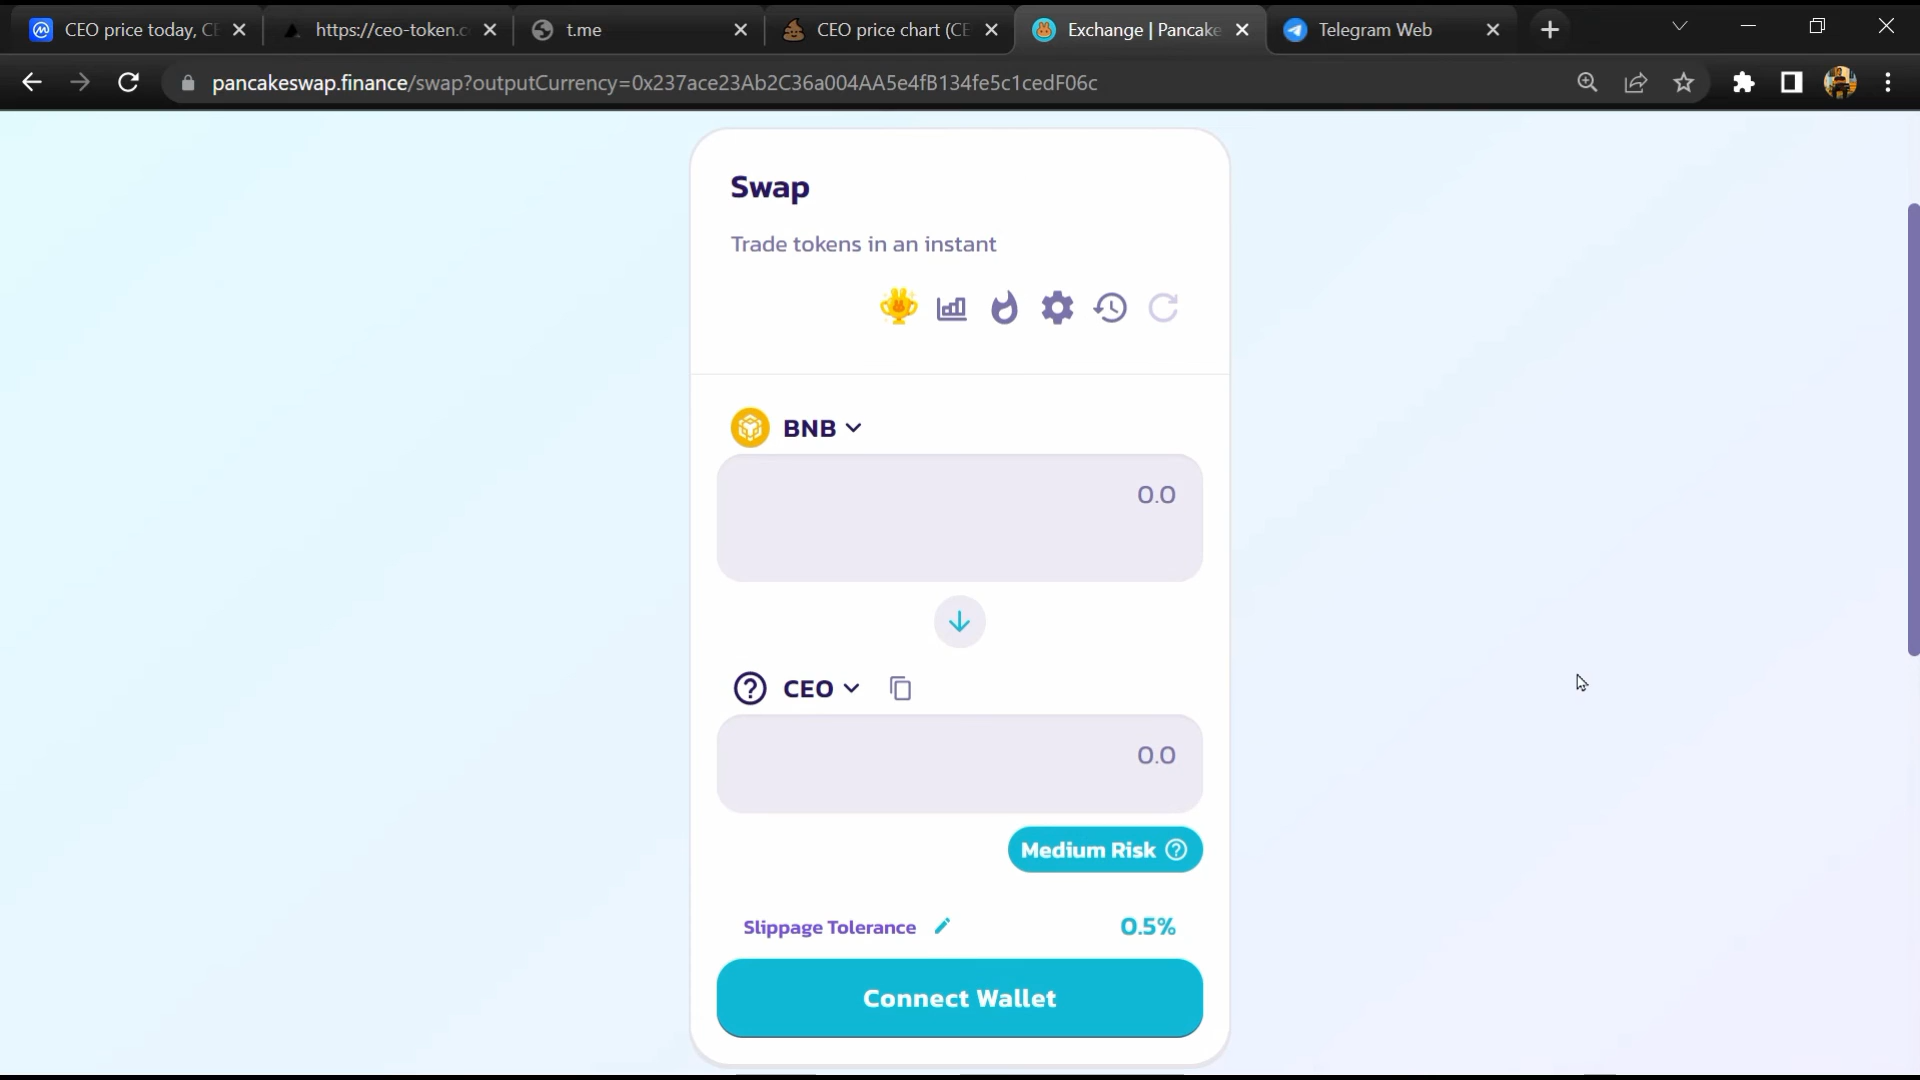 CEO price today, CE
https://ceo-token.c
t.me
CEO price chart (CE
Exchange | Pancake
Telegram Web
pancakeswap.finance/swap?outputCurrency=0x237ace23Ab2C36a004AA5e4fB134fe5c1cedF06c
Swap
Trade tokens in an instant
BNB
0.0
CEO
0.0
Medium Risk
Slippage Tolerance
0.5%
Connect Wallet